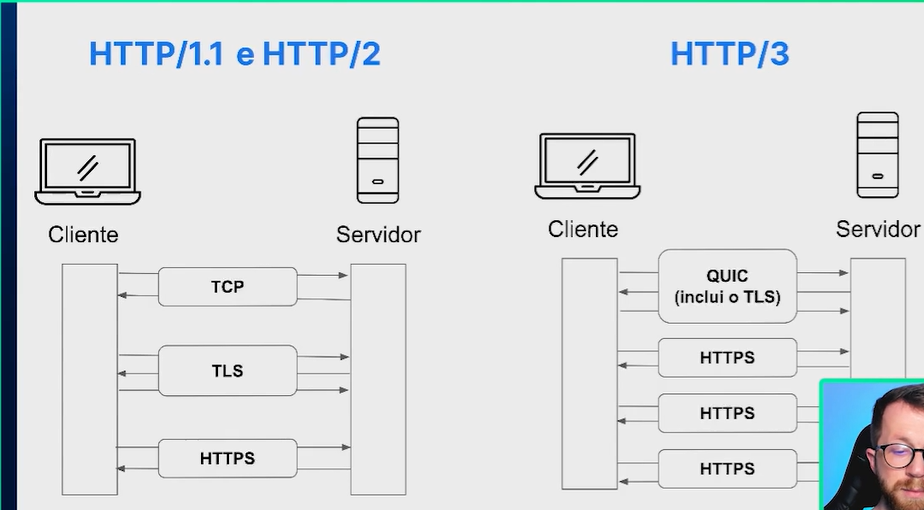 HTTP/1.1 e HTTP/2
Cliente
Servidor
TCP
TLS
HTTPS
HTTP/3
Cliente
Servidor
QUIC
(inclui o TLS)
HTTPS
HTTPS
HTTPS